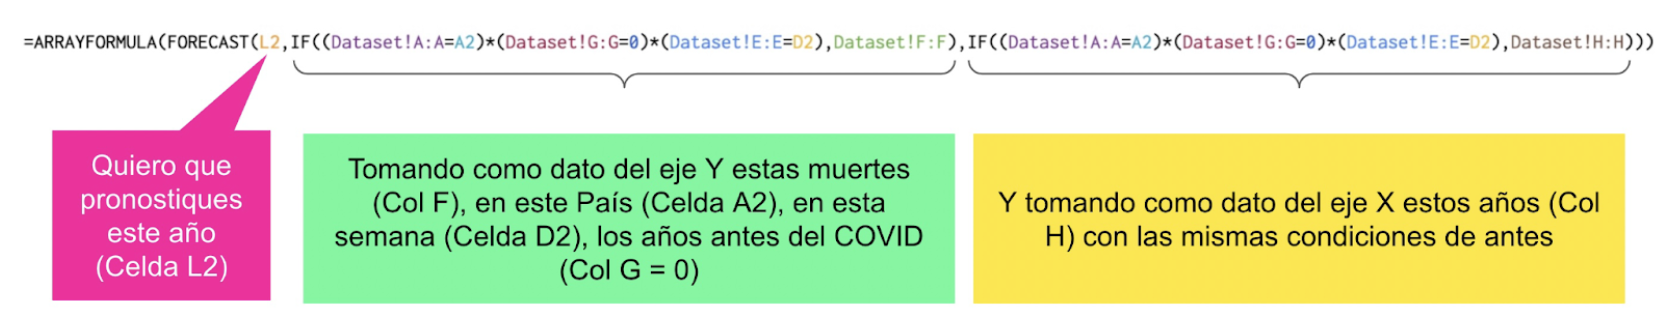 =ARRAYFORMULA(FORECAST(L2,IF((Dataset!A:A=A2)*(Dataset!G:G=0)*(Dataset!E:E=D2),Dataset!F:F),IF((Dataset!A:A=A2)*(Dataset!G:G=0)*(Dataset!E:E=D2),Dataset!H:H)))
Quiero que
pronostiques
este año
(Celda L2)
Tomando como dato del eje Y estas muertes
(Col F), en este País (Celda A2), en esta
semana (Celda D2), los años antes del COVID
(Col G = 0)
Y tomando como dato del eje X estos años (Col
H) con las mismas condiciones de antes